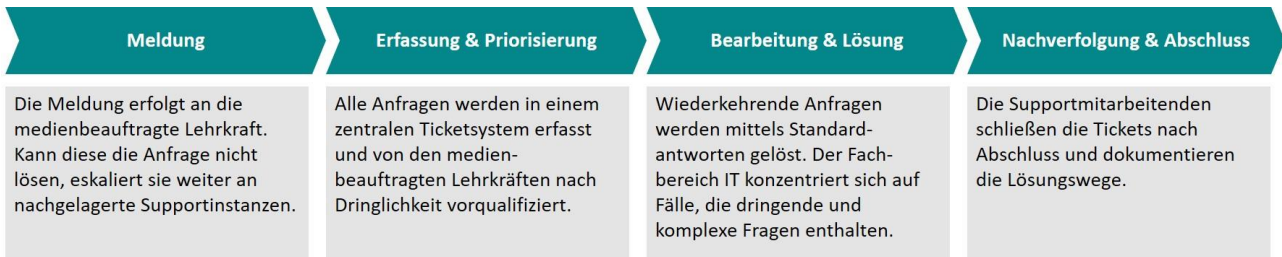 Meldung
Erfassung & Priorisierung
Bearbeitung & Lösung
Nachverfolgung & Abschluss
Die Meldung erfolgt an die
medienbeauftragte Lehrkraft.
Kann diese die Anfrage nicht
lösen, eskaliert sie weiter an
nachgelagerte Supportinstanzen.
Alle Anfragen werden in einem
zentralen Ticketsystem erfasst
und von den medien-
beauftragten Lehrkräften nach
Dringlichkeit vorqualifiziert.
Wiederkehrende Anfragen
werden mittels Standard-
antworten gelöst. Der Fach-
bereich IT konzentriert sich auf
Fälle, die dringende und
komplexe Fragen enthalten.
Die Supportmitarbeitenden
schließen die Tickets nach
Abschluss und dokumentieren
die Lösungswege.